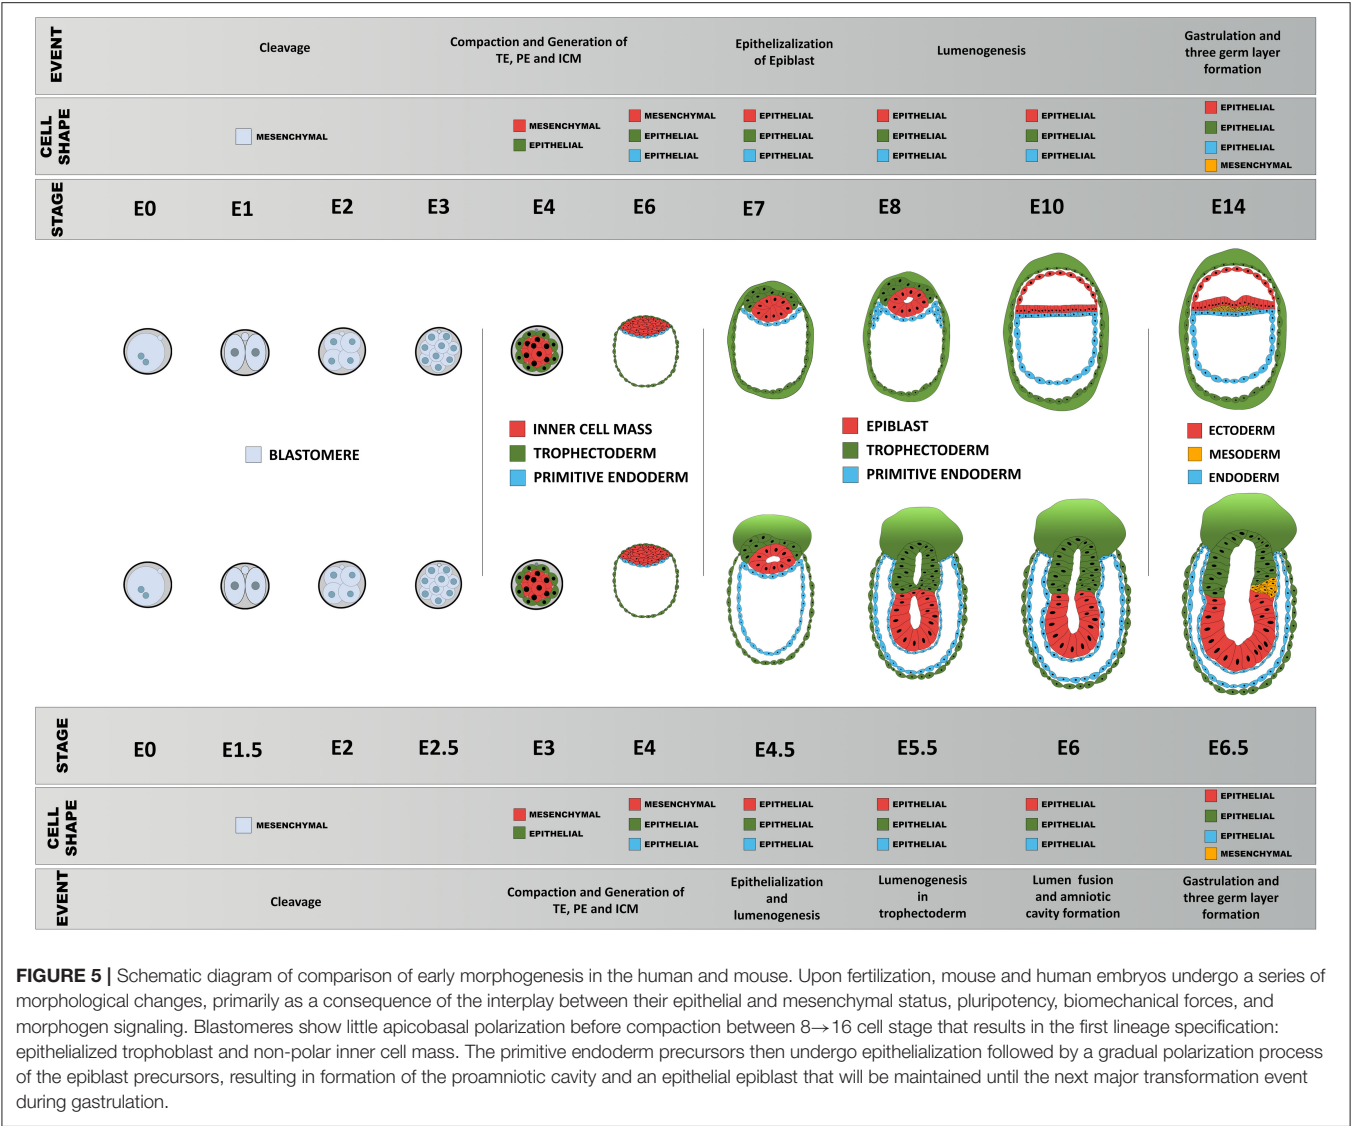 EVENT
Cleavage
Compaction and Generation of
TE, PE and ICM
Epithelizalization
of Epiblast
Lumenogenesis
Gastrulation and
three germ layer
formation
CELL
SHAPE
MESENCHYMAL
MESENCHYMAL
EPITHELIAL
MESENCHYMAL
EPITHELIAL
EPITHELIAL
EPITHELIAL
EPITHELIAL
EPITHELIAL
EPITHELIAL
EPITHELIAL
EPITHELIAL
EPITHELIAL
EPITHELIAL
EPITHELIAL
EPITHELIAL
EPITHELIAL
EPITHELIAL
MESENCHYMAL
STAGE
E0 E1 E2 E3 E4 E6 E7 E8 E10 E14
BLASTOMERE
INNER CELL MASS
TROPHECTODERM
PRIMITIVE ENDODERM
EPIBLAST
TROPHECTODERM
PRIMITIVE ENDODERM
ECTODERM
MESODERM
ENDODERM
STAGE
E0 E1.5 E2 E2.5 E3 E4 E4.5 E5.5 E6 E6.5
CELL
SHAPE
MESENCHYMAL
MESENCHYMAL
EPITHELIAL
MESENCHYMAL
EPITHELIAL
EPITHELIAL
EPITHELIAL
EPITHELIAL
EPITHELIAL
EPITHELIAL
EPITHELIAL
EPITHELIAL
EPITHELIAL
EPITHELIAL
EPITHELIAL
EPITHELIAL
EPITHELIAL
EPITHELIAL
MESENCHYMAL
EVENT
Cleavage
Compaction and Generation of
TE, PE and ICM
Epithelialization
and
lumenogenesis
Lumenogenesis
in
trophectoderm
Lumen fusion
and amniotic
cavity formation
Gastrulation and
three germ layer
formation
FIGURE 5 | Schematic diagram of comparison of early morphogenesis in the human and mouse. Upon fertilization, mouse and human embryos undergo a series of
morphological changes, primarily as a consequence of the interplay between their epithelial and mesenchymal status, pluripotency, biomechanical forces, and
morphogen signaling. Blastomeres show little apicobasal polarization before compaction between 8→16 cell stage that results in the first lineage specification:
epithelialized trophoblast and non-polar inner cell mass. The primitive endoderm precursors then undergo epithelialization followed by a gradual polarization process
of the epiblast precursors, resulting in formation of the proamniotic cavity and an epithelial epiblast that will be maintained until the next major transformation event
during gastrulation.